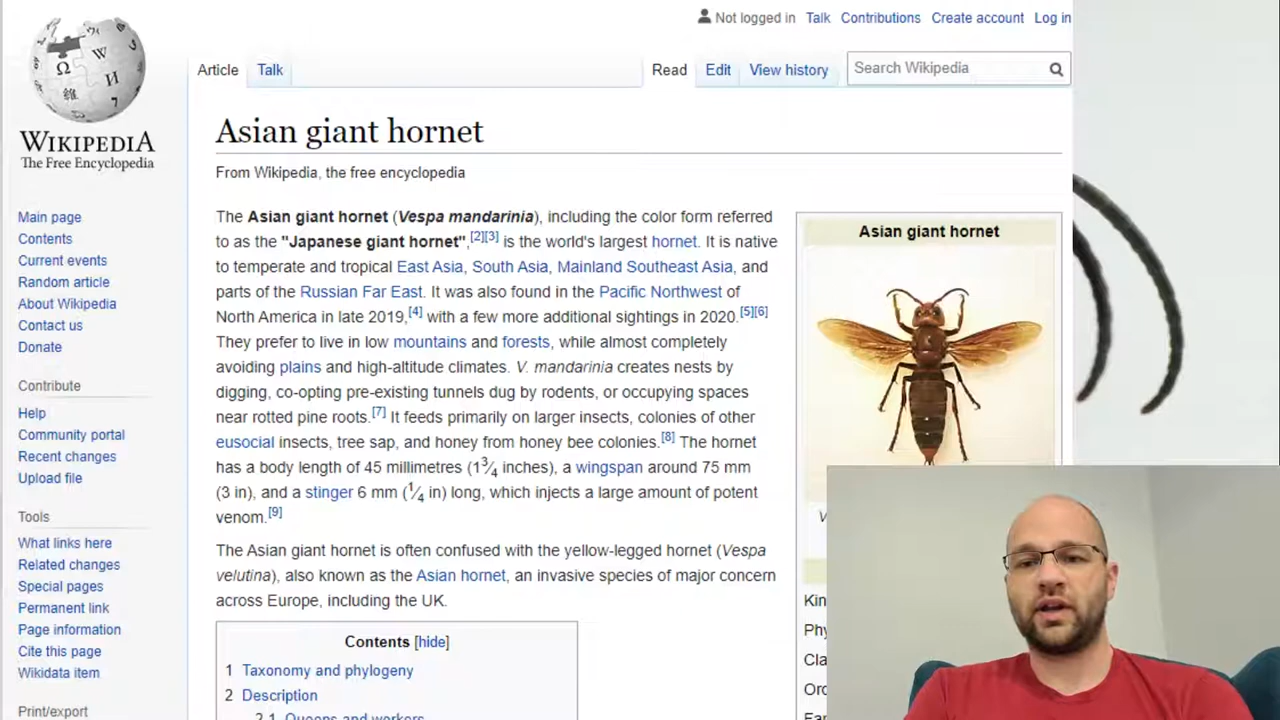 Not logged in Talk Contributions Create account Log in
Article Talk Read Edit View history Search Wikipedia
WIKIPEDIA
The Free Encyclopedia
Main page
Contents
Current events
Random article
About Wikipedia
Contact us
Donate
Contribute
Help
Community portal
Recent changes
Upload file
Tools
What links here
Related changes
Special pages
Permanent link
Page information
Cite this page
Wikidata item
Print/export
Asian giant hornet
From Wikipedia, the free encyclopedia
The Asian giant hornet (Vespa mandarinia), including the color form referred
to as the "Japanese giant hornet",[2][3] is the world's largest hornet. It is native
to temperate and tropical East Asia, South Asia, Mainland Southeast Asia, and
parts of the Russian Far East. It was also found in the Pacific Northwest of
North America in late 2019,[4] with a few more additional sightings in 2020.[5][6]
They prefer to live in low mountains and forests, while almost completely
avoiding plains and high-altitude climates. V. mandarinia creates nests by
digging, co-opting pre-existing tunnels dug by rodents, or occupying spaces
near rotted pine roots.[7] It feeds primarily on larger insects, colonies of other
eusocial insects, tree sap, and honey from honey bee colonies.[8] The hornet
has a body length of 45 millimetres (1 3⁄4 inches), a wingspan around 75 mm
(3 in), and a stinger 6 mm (1⁄4 in) long, which injects a large amount of potent
venom.[9]
The Asian giant hornet is often confused with the yellow-legged hornet (Vespa
velutina), also known as the Asian hornet, an invasive species of major concern
across Europe, including the UK.
Contents [hide]
1 Taxonomy and phylogeny
2 Description
2.1 Queens and workers
Asian giant hornet
V
Kin
Phy
Cla
Ord
Fam